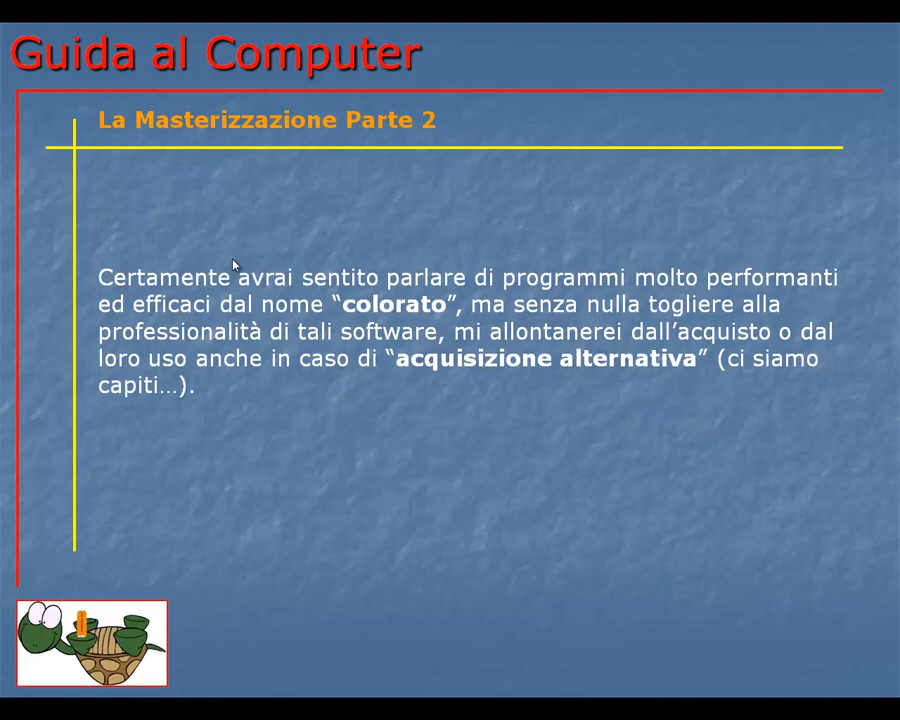 Guida al Computer
La Masterizzazione Parte 2
Certamente avrai sentito parlare di programmi molto performanti
ed efficaci dal nome “colorato”, ma senza nulla togliere alla
professionalità di tali software, mi allontanerei dall’acquisto o dal
loro uso anche in caso di “acquisizione alternativa” (ci siamo
capiti…).